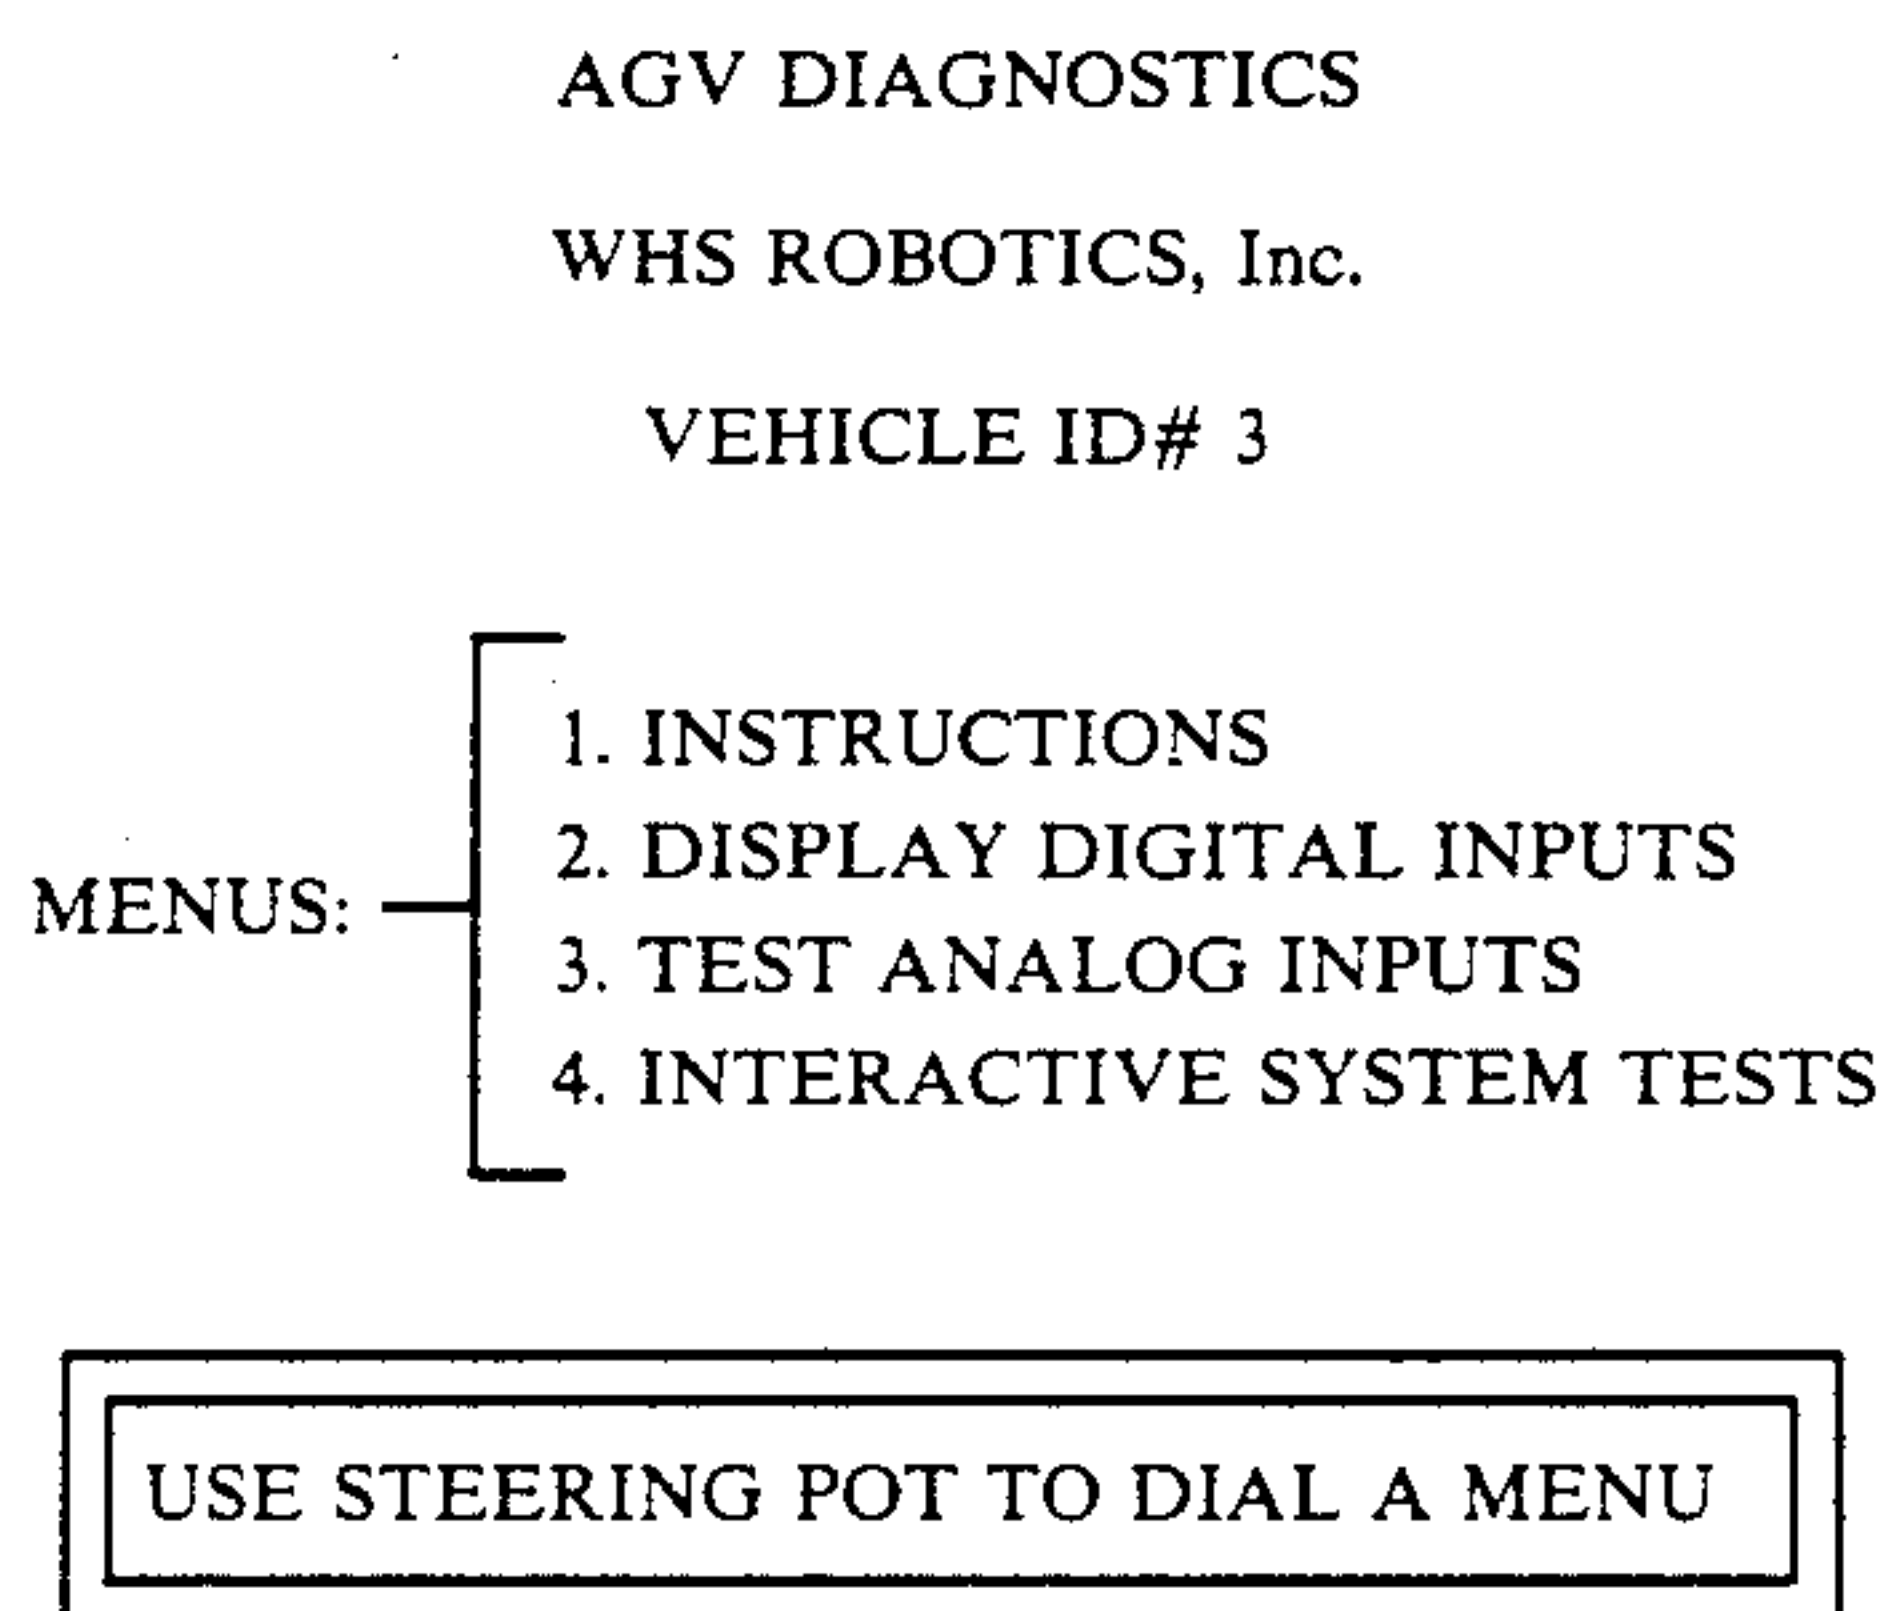 AGV DIAGNOSTICS
WHS ROBOTICS, Inc.
VEHICLE ID# 3
MENUS:
1. INSTRUCTIONS
2. DISPLAY DIGITAL INPUTS
3. TEST ANALOG INPUTS
4. INTERACTIVE SYSTEM TESTS
USE STEERING POT TO DIAL A MENU